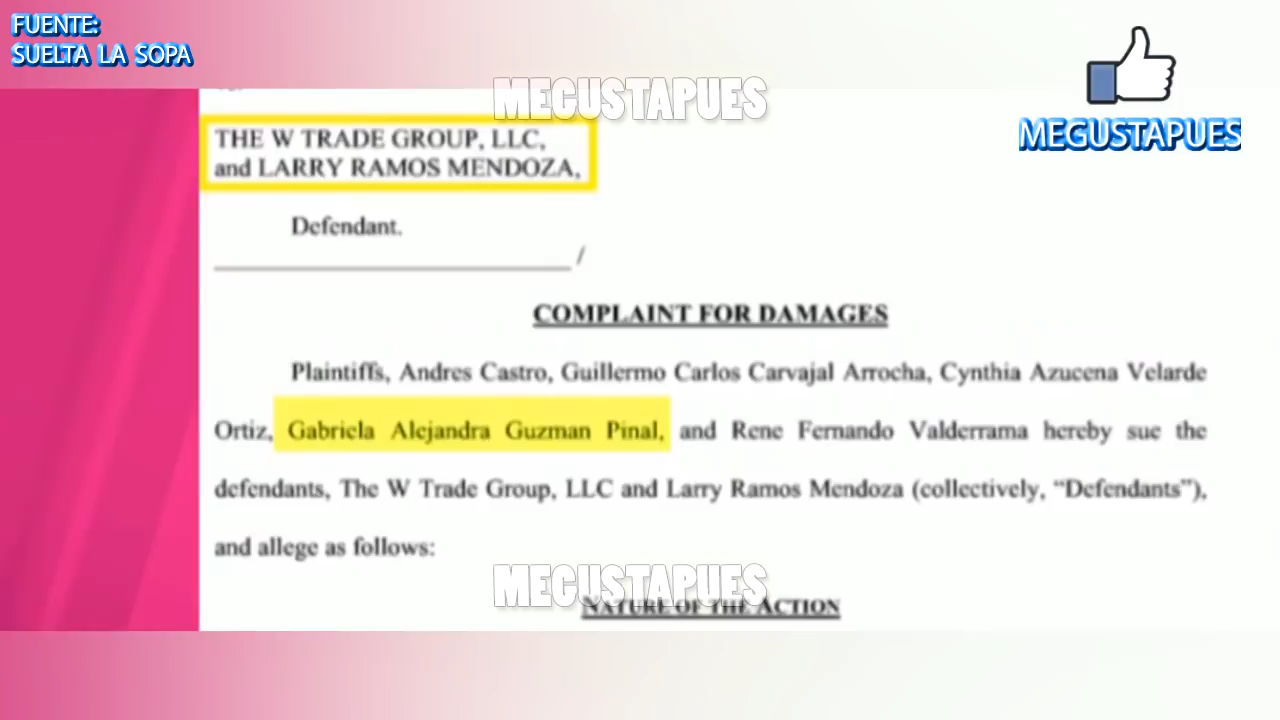 FUENTE:
SUELTA LA SOPA
MEGUSTAPUES
MEGUSTAPUES
THE W TRADE GROUP, LLC,
and LARRY RAMOS MENDOZA,
Defendant.
/
COMPLAINT FOR DAMAGES
Plaintiffs, Andres Castro, Guillermo Carlos Carvajal Arrocha, Cynthia Azucena Velarde
Ortiz, Gabriela Alejandra Guzman Pinal, and Rene Fernando Valderrama hereby sue the
defendants, The W Trade Group, LLC and Larry Ramos Mendoza (collectively, “Defendants”),
and allege as follows:
MEGUSTAPUES
NATURE OF THE ACTION